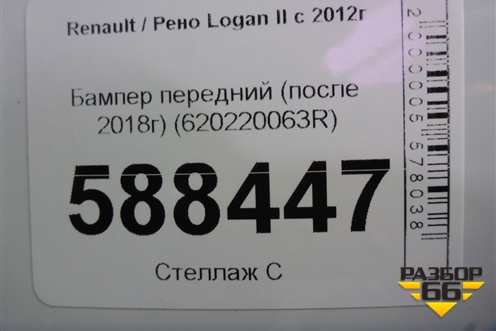 Renault / Рено Logan II с 2012г
Бампер передний (после
2018г) (620220063R)
588447
Стеллаж С
2000005578038
РАЗБОР
66